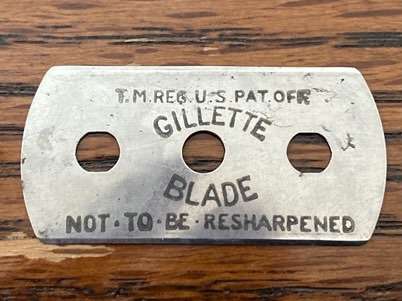 T.M.REG.U.S.PAT.OFF.
GILLETTE
BLADE
NOT·TO·BE·RESHARPENED